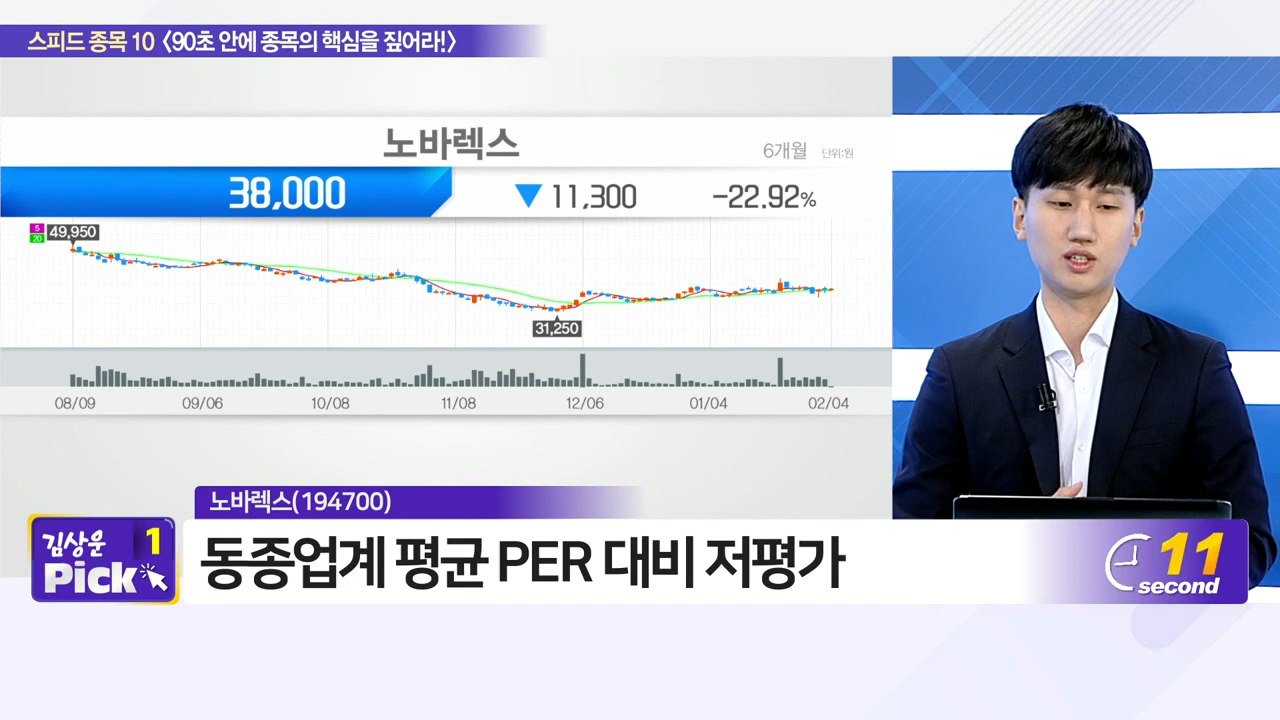 스피드 종목 10 〈90초 안에 종목의 핵심을 짚어라!〉
노바렉스
6개월 단위:원
38,000 ▼ 11,300 -22.92%
5
20
49,950
31,250
08/09 09/06 10/08 11/08 12/06 01/04 02/04
노바렉스(194700)
김상운 1
Pick
동종업계 평균 PER 대비 저평가
11
second